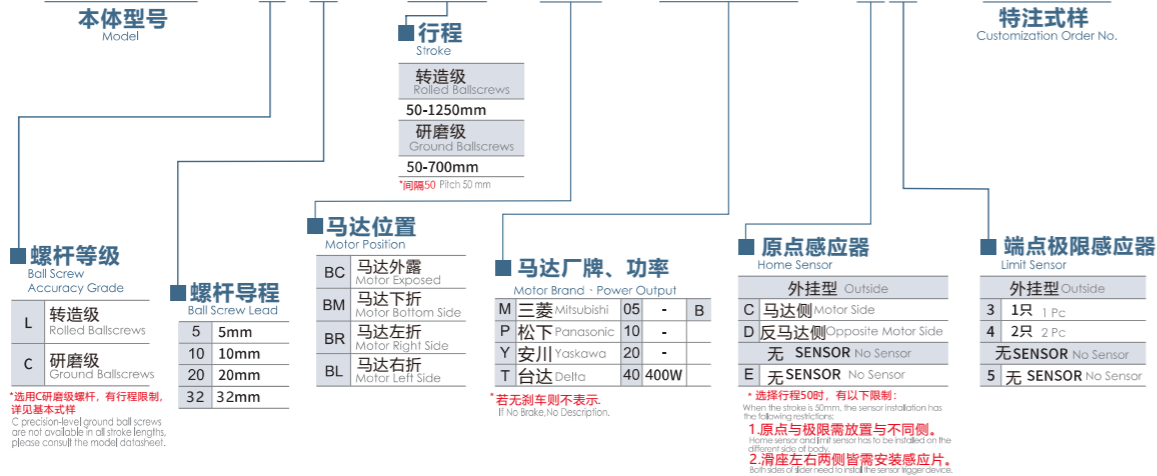 本体型号
Model
特注式样
Customization Order No.
行程
Stroke
转造级
Rolled Ballscrews
50-1250mm
研磨级
Ground Ballscrews
50-700mm
*间隔50 Pitch 50 mm
螺杆等级
Ball Screw
Accuracy Grade
L 转造级
Rolled Ballscrews
C 研磨级
Ground Ballscrews
*选用C研磨级螺杆，有行程限制，
详见基本式样
C precision-level ground ball screws
are not available in all stroke lengths,
please consult the model datasheet.
螺杆导程
Ball Screw Lead
5 5mm
10 10mm
20 20mm
32 32mm
马达位置
Motor Position
BC 马达外露
Motor Exposed
BM 马达下折
Motor Bottom Side
BR 马达左折
Motor Right Side
BL 马达右折
Motor Left Side
马达厂牌、功率
Motor Brand、Power Output
M 三菱 Mitsubishi 05 - B
P 松下 Panasonic 10 -
Y 安川 Yaskawa 20 -
T 台达 Delta 40 400W
*若无刹车则不表示.
If No Brake,No Description.
原点感应器
Home Sensor
外挂型 Outside
C 马达侧 Motor Side
D 反马达侧 Opposite Motor Side
无 SENSOR No Sensor
E 无 SENSOR No Sensor
* 选择行程50时，有以下限制：
When the stroke is 50mm, the sensor installation has
the following restrictions:
1.原点与极限需放置与不同侧。
Home sensor and limit sensor has to be installed on the
different side of body.
2.滑座左右两侧皆需安装感应片。
Both sides of slider need to install the sensor trigger device.
端点极限感应器
Limit Sensor
外挂型 Outside
3 1只 1 Pc
4 2只 2 Pc
无 SENSOR No Sensor
5 无 SENSOR No Sensor